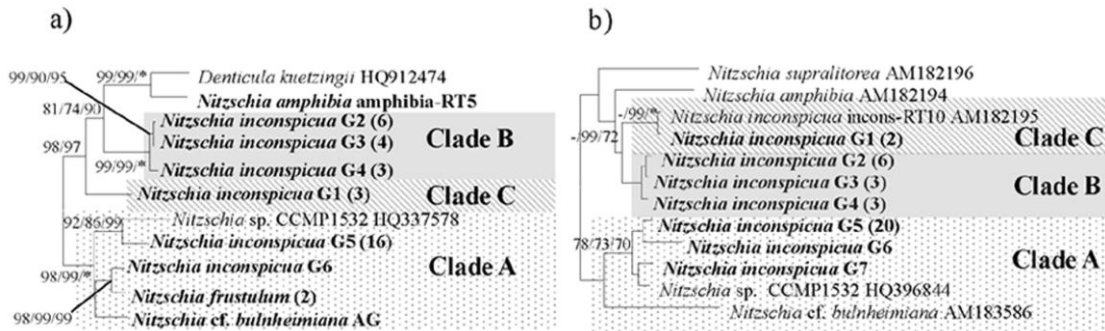 a)
99/99/*
Denticula kuetzingii HQ912474
99/90/95
Nitzschia amphibia amphibia-RT5
81/74/90
Nitzschia inconspicua G2 (6)
Nitzschia inconspicua G3 (4)
Clade B
98/97
99/99/*
Nitzschia inconspicua G4 (3)
Nitzschia inconspicua G1 (3)
Clade C
Nitzschia sp. CCMP1532 HQ337578
92/86/99
Nitzschia inconspicua G5 (16)
Nitzschia inconspicua G6
Clade A
98/99/*
Nitzschia frustulum (2)
98/99/99
Nitzschia cf. bulnheimiana AG
b)
Nitzschia supralitorea AM182196
Nitzschia amphibia AM182194
-/99/*
Nitzschia inconspicua incons-RT10 AM182195
-/99/72
Nitzschia inconspicua G1 (2)
Clade C
Nitzschia inconspicua G2 (6)
Nitzschia inconspicua G3 (3)
Clade B
Nitzschia inconspicua G4 (3)
Nitzschia inconspicua G5 (20)
78/73/70
Nitzschia inconspicua G6
Nitzschia inconspicua G7
Clade A
Nitzschia sp. CCMP1532 HQ396844
Nitzschia cf. bulnheimiana AM183586